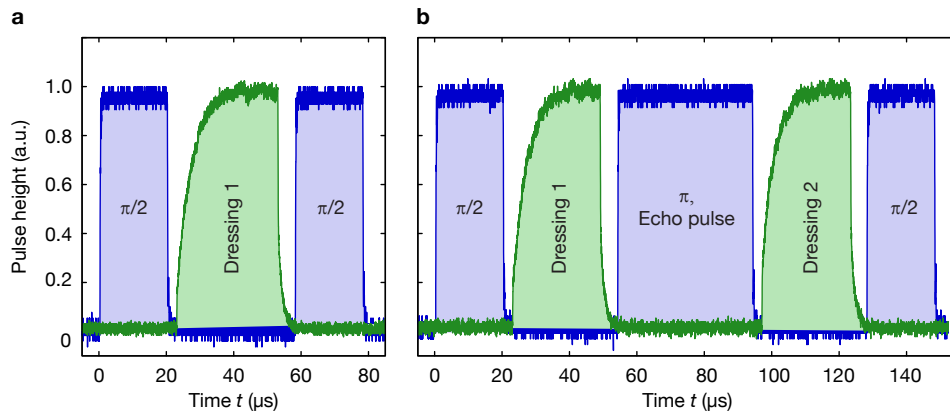 a
b
Pulse height (a.u.)
1.0
0.8
0.6
0.4
0.2
0
π/2
Dressing 1
π/2
π/2
Dressing 1
π,
Echo pulse
Dressing 2
π/2
0
20
40
60
80
0
20
40
60
80
100
120
140
Time t (μs)
Time t (μs)